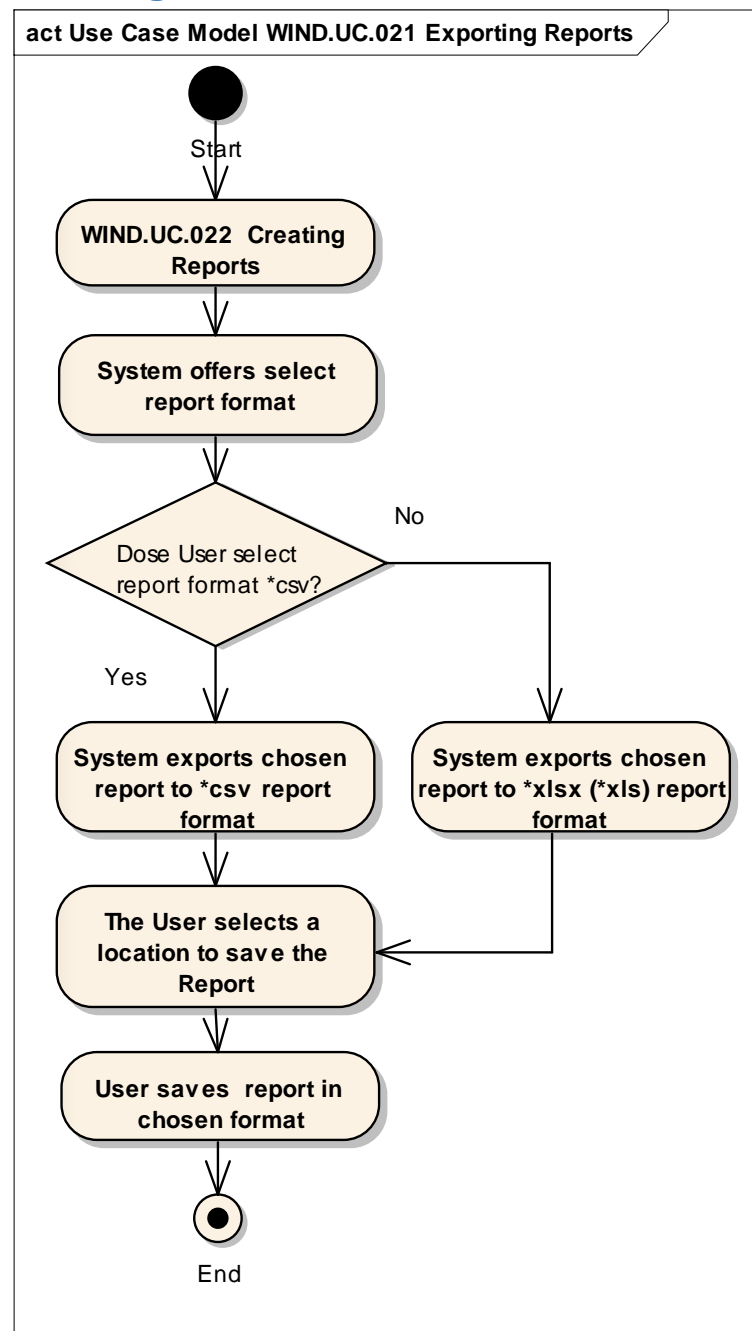 act Use Case Model WIND.UC.021 Exporting Reports
Start
WIND.UC.022 Creating
Reports
System offers select
report format
Dose User select
report format *csv?
No
Yes
System exports chosen
report to *csv report
format
System exports chosen
report to *xlsx (*xls) report
format
The User selects a
location to save the
Report
User saves report in
chosen format
End